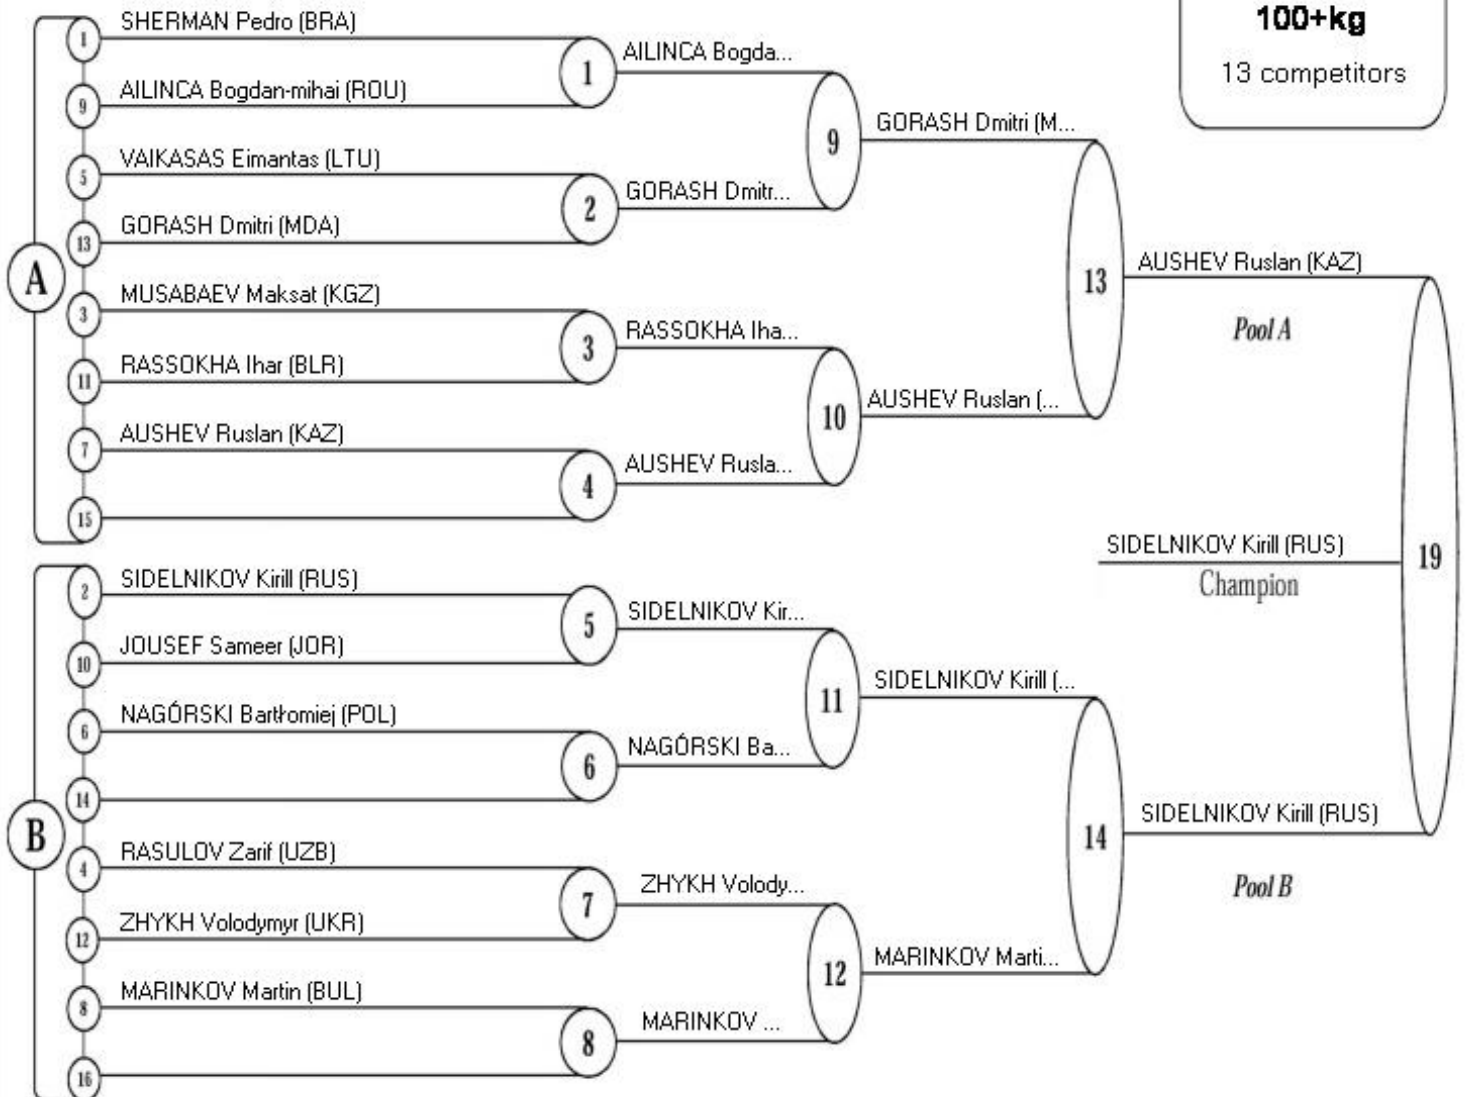 100+kg
13 competitors
A
1
SHERMAN Pedro (BRA)
9
AILINCA Bogdan-mihai (ROU)
5
VAIKASAS Eimantas (LTU)
13
GORASH Dmitri (MDA)
3
MUSABAEV Maksat (KGZ)
11
RASSOKHA Ihar (BLR)
7
AUSHEV Ruslan (KAZ)
15
B
2
SIDELNIKOV Kirill (RUS)
10
JOUSEF Sameer (JOR)
6
NAGÓRSKI Bartłomiej (POL)
14
4
RASULOV Zarif (UZB)
12
ZHYKH Volodymyr (UKR)
8
MARINKOV Martin (BUL)
16
1
AILINCA Bogda...
2
GORASH Dmitr...
3
RASSOKHA Iha...
4
AUSHEV Rusla...
5
SIDELNIKOV Kir...
6
NAGÓRSKI Ba...
7
ZHYKH Volody...
8
MARINKOV ...
9
GORASH Dmitri (M...
10
AUSHEV Ruslan (...
11
SIDELNIKOV Kirill (...
12
MARINKOV Marti...
13
AUSHEV Ruslan (KAZ)
Pool A
14
SIDELNIKOV Kirill (RUS)
Pool B
19
SIDELNIKOV Kirill (RUS)
Champion